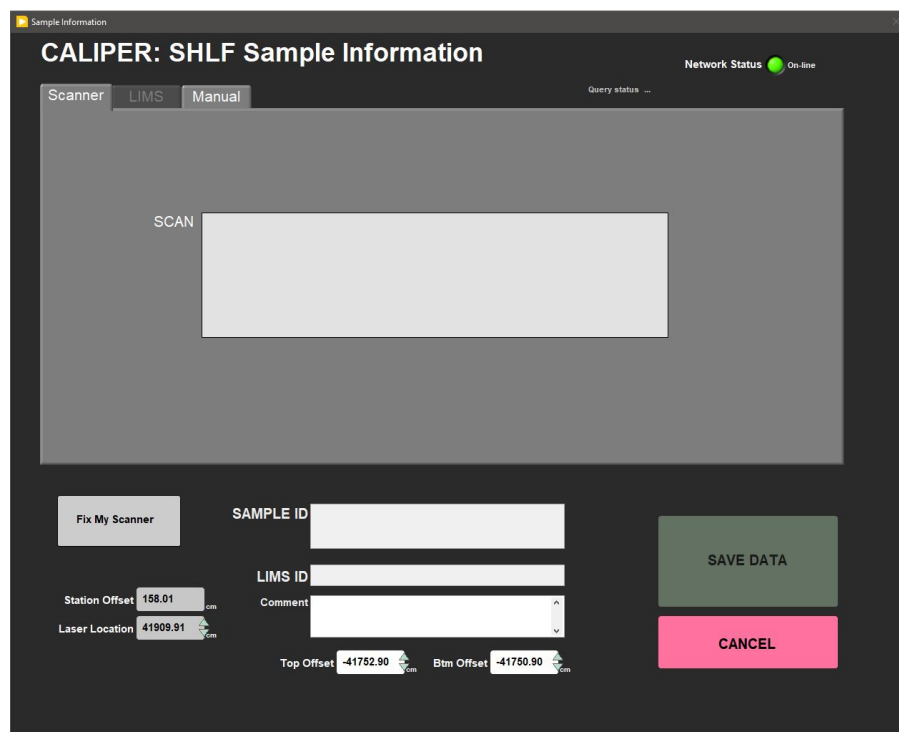 Sample Information
CALIPER: SHLF Sample Information
Network Status On-line
Scanner LIMS Manual
Query status ...
SCAN
Fix My Scanner
SAMPLE ID
SAVE DATA
LIMS ID
Station Offset 158.01 cm
Comment
Laser Location 41909.91 cm
CANCEL
Top Offset -41752.90 cm Btm Offset -41750.90 cm